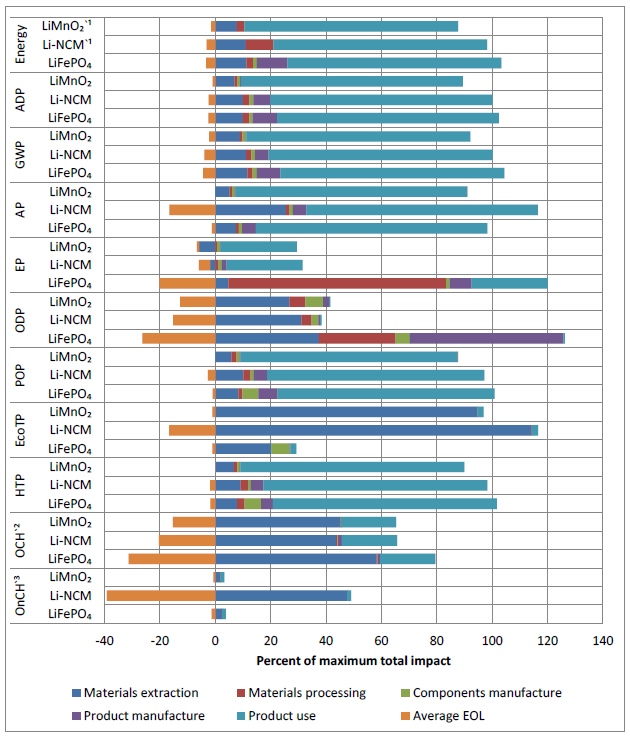 Energy
LiMnO₂`¹
Li-NCM`¹
LiFePO₄
ADP
LiMnO₂
Li-NCM
LiFePO₄
GWP
LiMnO₂
Li-NCM
LiFePO₄
AP
LiMnO₂
Li-NCM
LiFePO₄
EP
LiMnO₂
Li-NCM
LiFePO₄
ODP
LiMnO₂
Li-NCM
LiFePO₄
POP
LiMnO₂
Li-NCM
LiFePO₄
EcoTP
LiMnO₂
Li-NCM
LiFePO₄
HTP
LiMnO₂
Li-NCM
LiFePO₄
OCH`²
LiMnO₂
Li-NCM
LiFePO₄
OnCH`³
LiMnO₂
Li-NCM
LiFePO₄
-40 -20 0 20 40 60 80 100 120 140
Percent of maximum total impact
Materials extraction Materials processing Components manufacture
Product manufacture Product use Average EOL